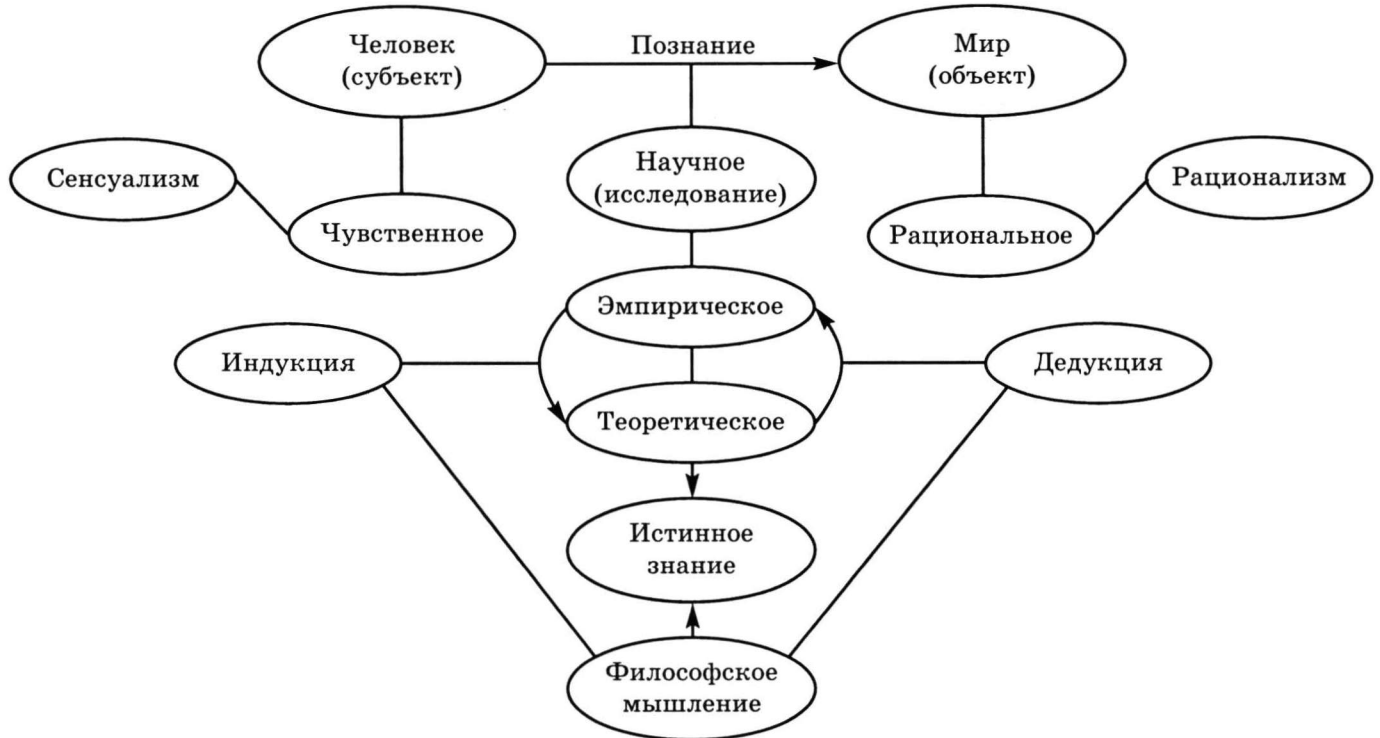 Человек
(субъект)
Познание
Мир
(объект)
Сенсуализм
Научное
(исследование)
Рационализм
Чувственное
Рациональное
Эмпирическое
Индукция
Дедукция
Теоретическое
Истинное
знание
Философское
мышление